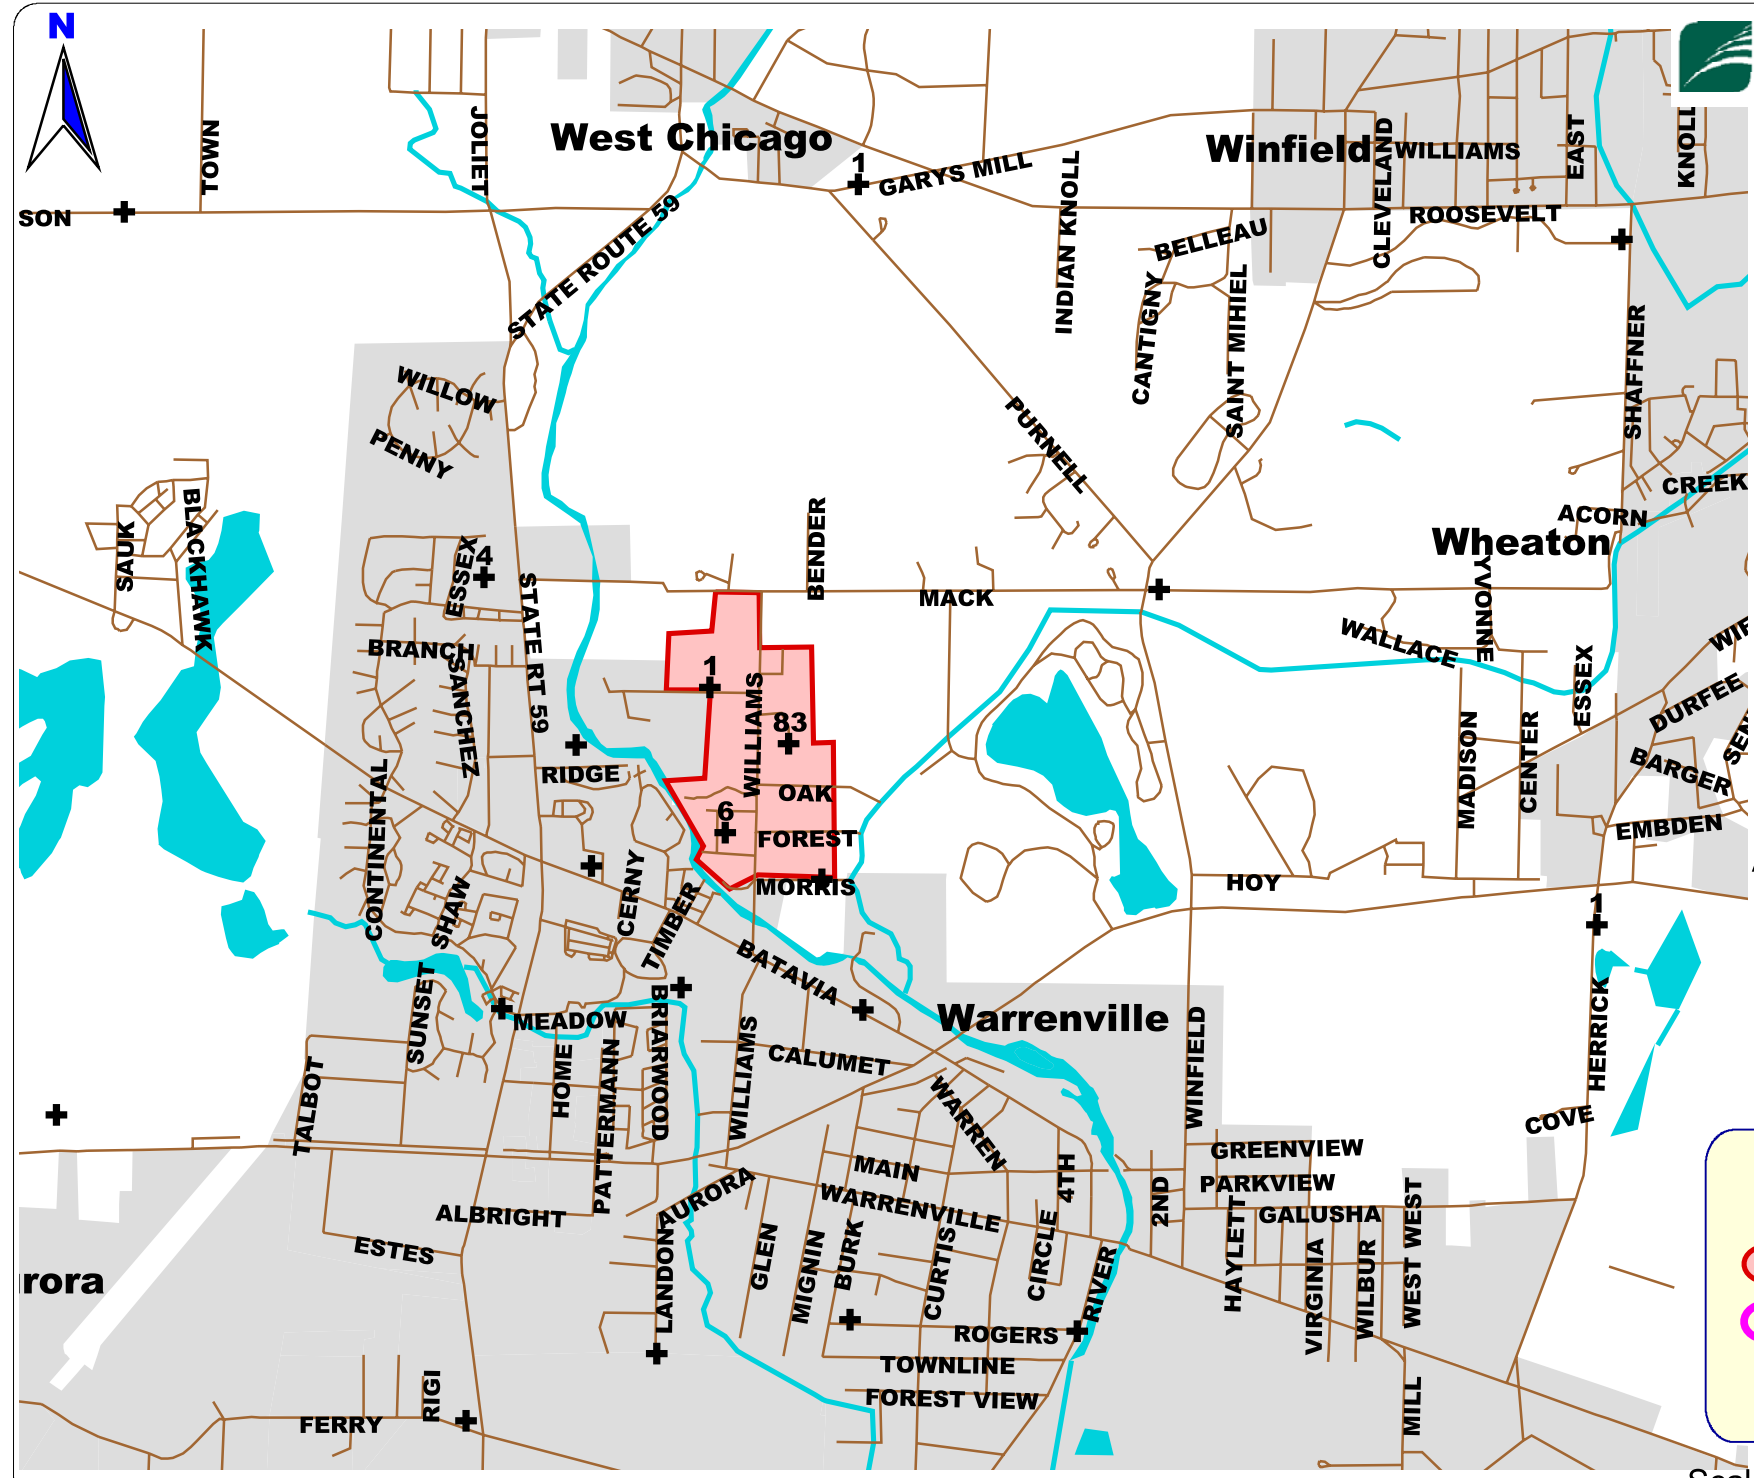 N
TOWN
JOLIET
West Chicago
1
GARYS MILL
INDIAN KNOLL
Winfield
CLEVELAND
WILLIAMS
EAST
KNOLL
SON
STATE ROUTE 59
BELLEAU
ROOSEVELT
CANTIGNY
SAINT MIHIEL
SHAFFNER
WILLOW
PENNY
PURNELL
CREEK
ACORN
Wheaton
SAUK
BLACKHAWK
ESSEX
4
STATE RT 59
BENDER
MACK
YVONNE
WALLACE
BRANCH
SANCHEZ
1
WILLIAMS
83
ESSEX
DURFEE
MADISON
CENTER
BARGER
RIDGE
OAK
6
FOREST
EMBDEN
CONTINENTAL
SHAW
CERNY
TIMBER
MORRIS
HOY
1
BATAVIA
SUNSET
MEADOW
BRIARWOOD
Warrenville
WINFIELD
HERRICK
HOME
PATTERMANN
WILLIAMS
CALUMET
WARREN
TALBOT
COVE
GREENVIEW
MAIN
4TH
2ND
PARKVIEW
AURORA
WARRENVILLE
GALUSHA
ALBRIGHT
ESTES
LANDON
GLEN
MIGNIN
BURK
CURTIS
CIRCLE
RIVER
HAYLETT
VIRGINIA
WILBUR
WEST WEST
rora
ROGERS
TOWNLINE
FOREST VIEW
FERRY
RIGI
MILL